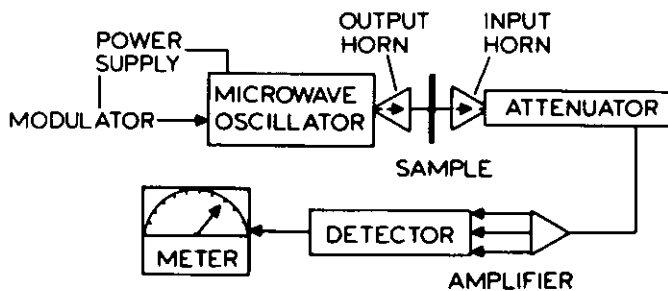 OUTPUT
HORN
INPUT
HORN
POWER
SUPPLY
MICROWAVE
OSCILLATOR
ATTENUATOR
MODULATOR
SAMPLE
METER
DETECTOR
AMPLIFIER